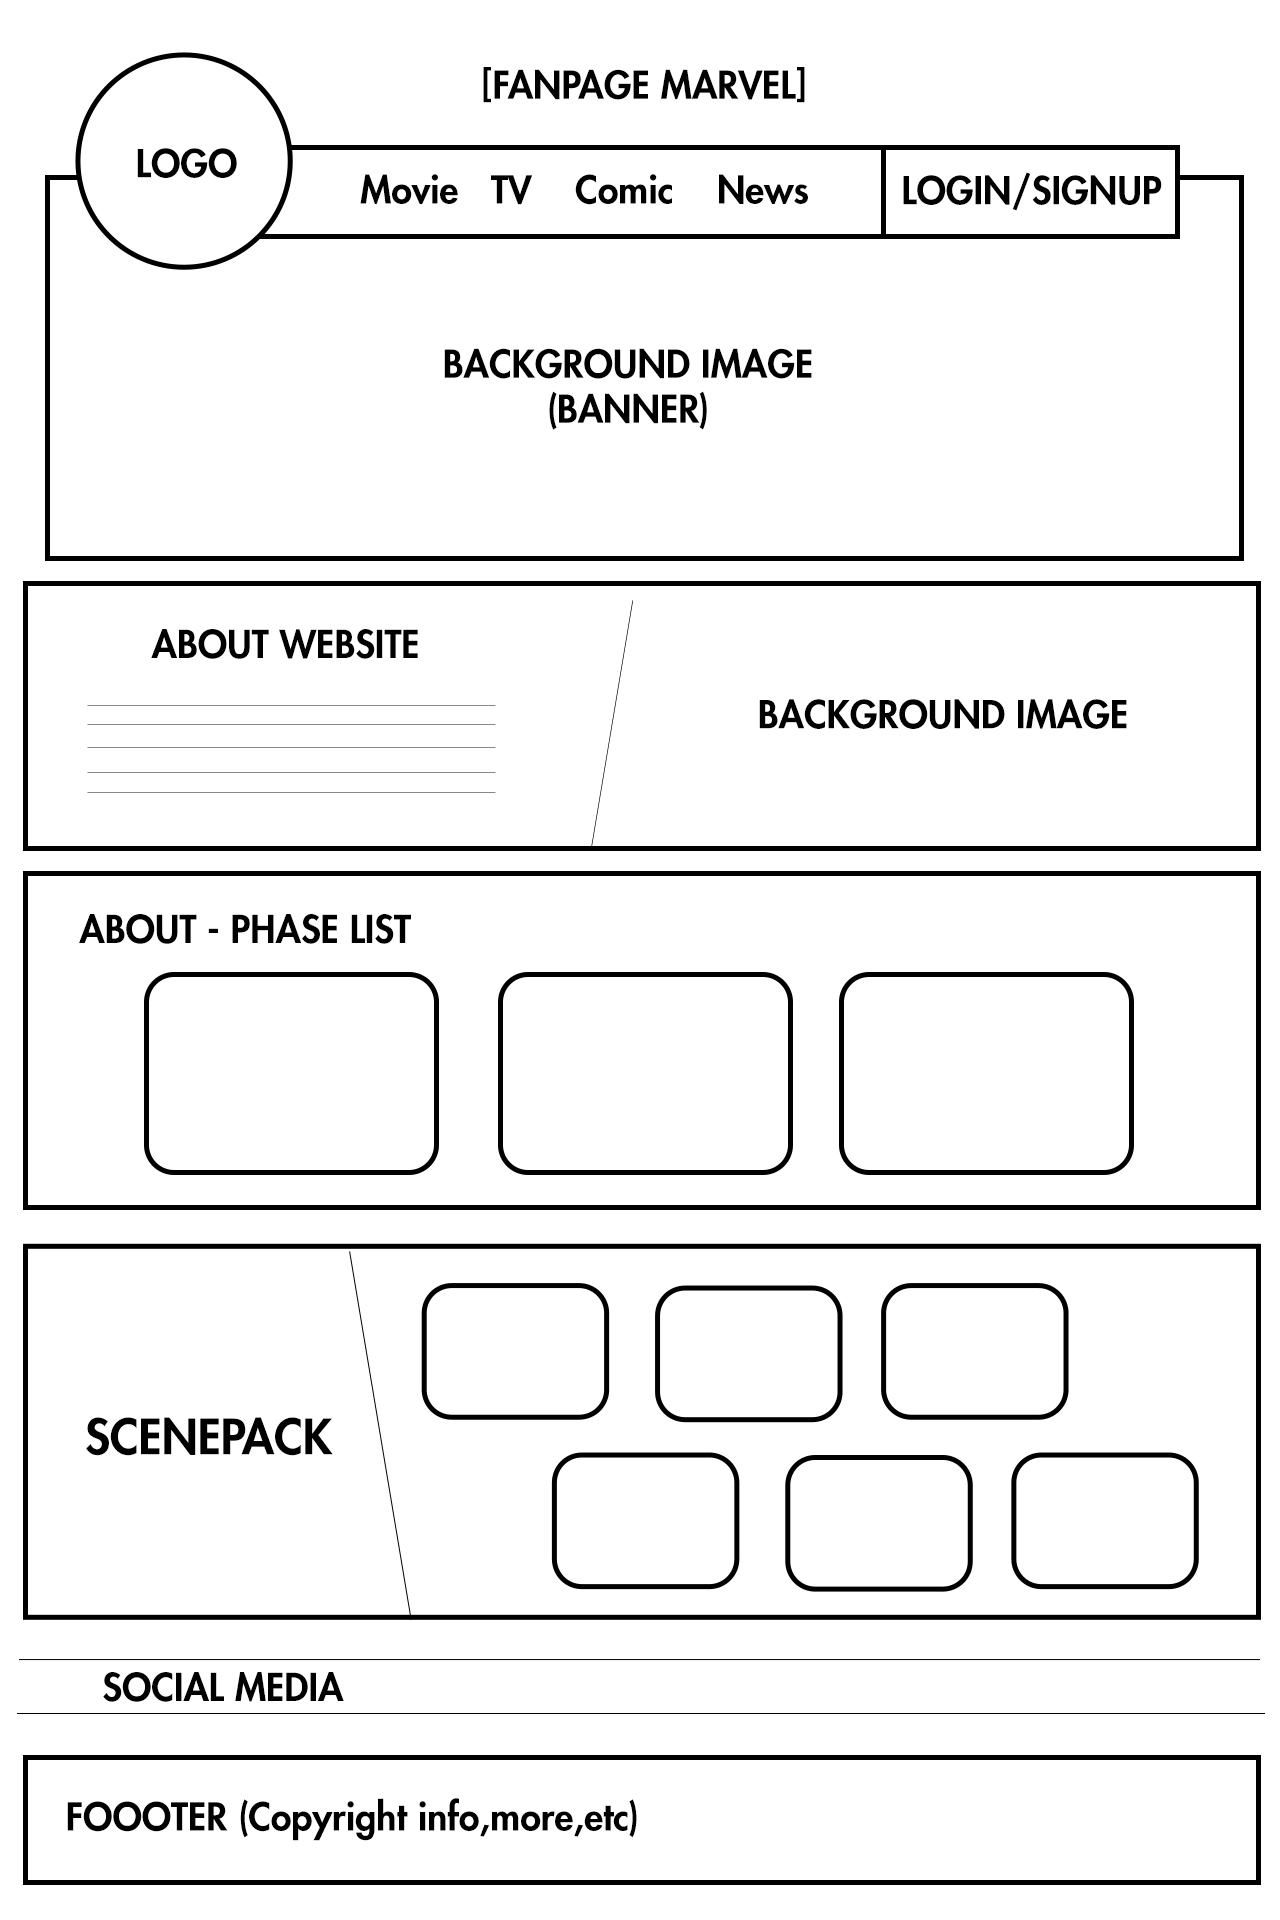 [FANPAGE MARVEL]
LOGO
Movie TV Comic News
LOGIN/SIGNUP
BACKGROUND IMAGE
(BANNER)
ABOUT WEBSITE
BACKGROUND IMAGE
ABOUT - PHASE LIST
SCENEPACK
SOCIAL MEDIA
FOOOTER (Copyright info,more,etc)